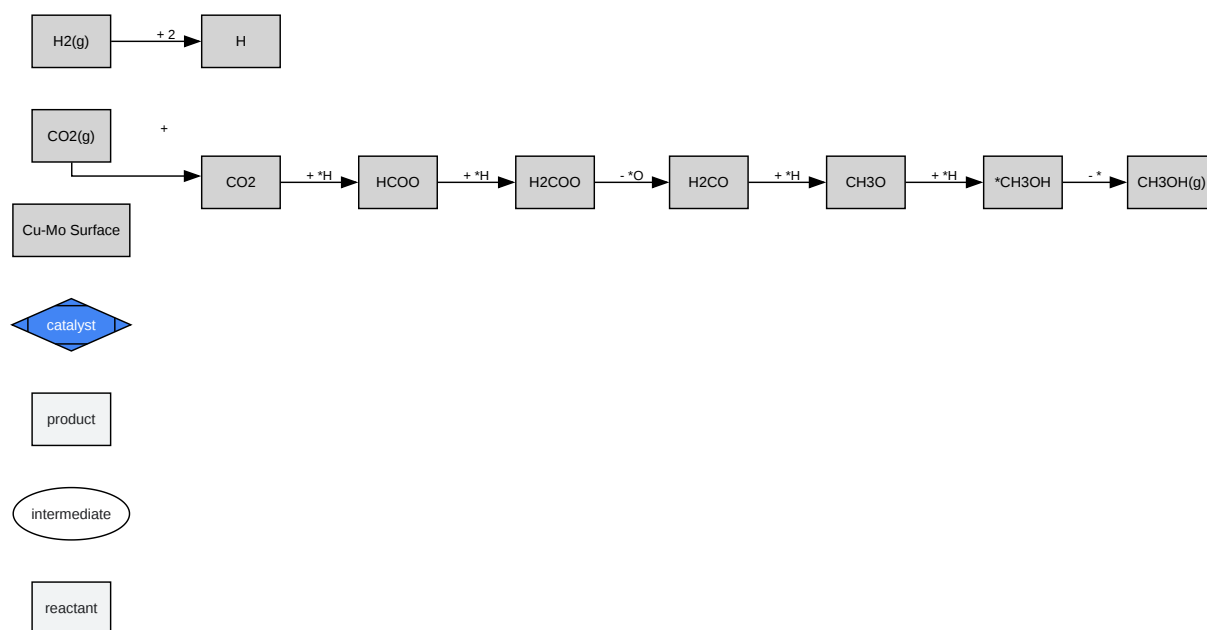 H2(g)
+ 2
H
CO2(g)
+
CO2
+ *H
HCOO
+ *H
H2COO
- *O
H2CO
+ *H
CH3O
+ *H
*CH3OH
- *
CH3OH(g)
Cu-Mo Surface
catalyst
product
intermediate
reactant